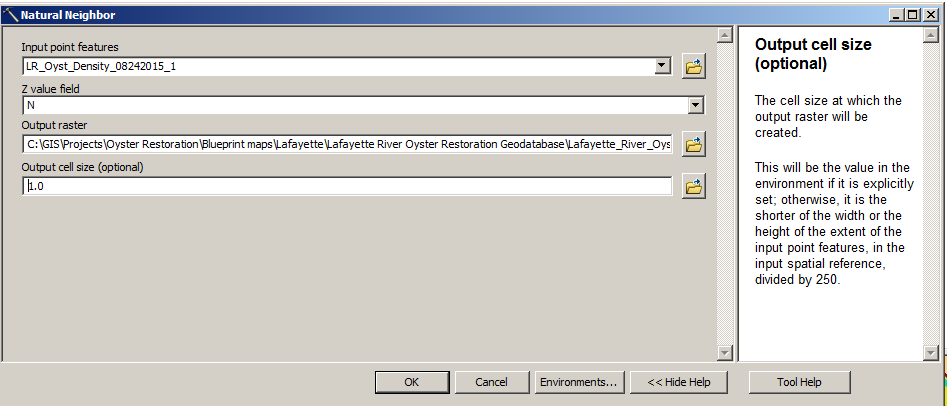 Natural Neighbor
Input point features
LR_Oyst_Density_08242015_1
Z value field
N
Output raster
C:\GIS\Projects\Oyster Restoration\Blueprint maps\Lafayette\Lafayette River Oyster Restoration Geodatabase\Lafayette_River_Oys
Output cell size (optional)
1.0
Output cell size
(optional)
The cell size at which the
output raster will be
created.
This will be the value in the
environment if it is explicitly
set; otherwise, it is the
shorter of the width or the
height of the extent of the
input point features, in the
input spatial reference,
divided by 250.
OK
Cancel
Environments...
<< Hide Help
Tool Help